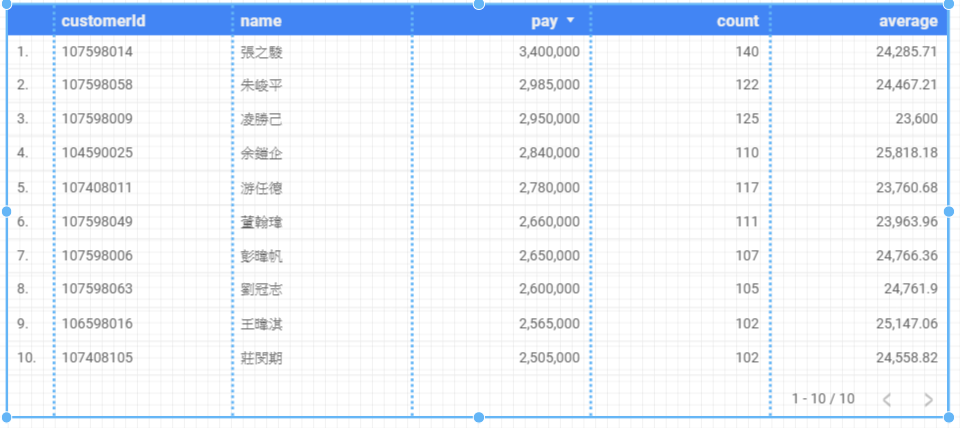 customerId name pay count average
1. 107598014 張之駿 3,400,000 140 24,285.71
2. 107598058 朱峻平 2,985,000 122 24,467.21
3. 107598009 凌勝己 2,950,000 125 23,600
4. 104590025 余鎧企 2,840,000 110 25,818.18
5. 107408011 游任德 2,780,000 117 23,760.68
6. 107598049 董翰瑋 2,660,000 111 23,963.96
7. 107598006 彭暐帆 2,650,000 107 24,766.36
8. 107598063 劉冠志 2,600,000 105 24,761.9
9. 106598016 王暐淇 2,565,000 102 25,147.06
10. 107408105 莊閔期 2,505,000 102 24,558.82
1 - 10 / 10